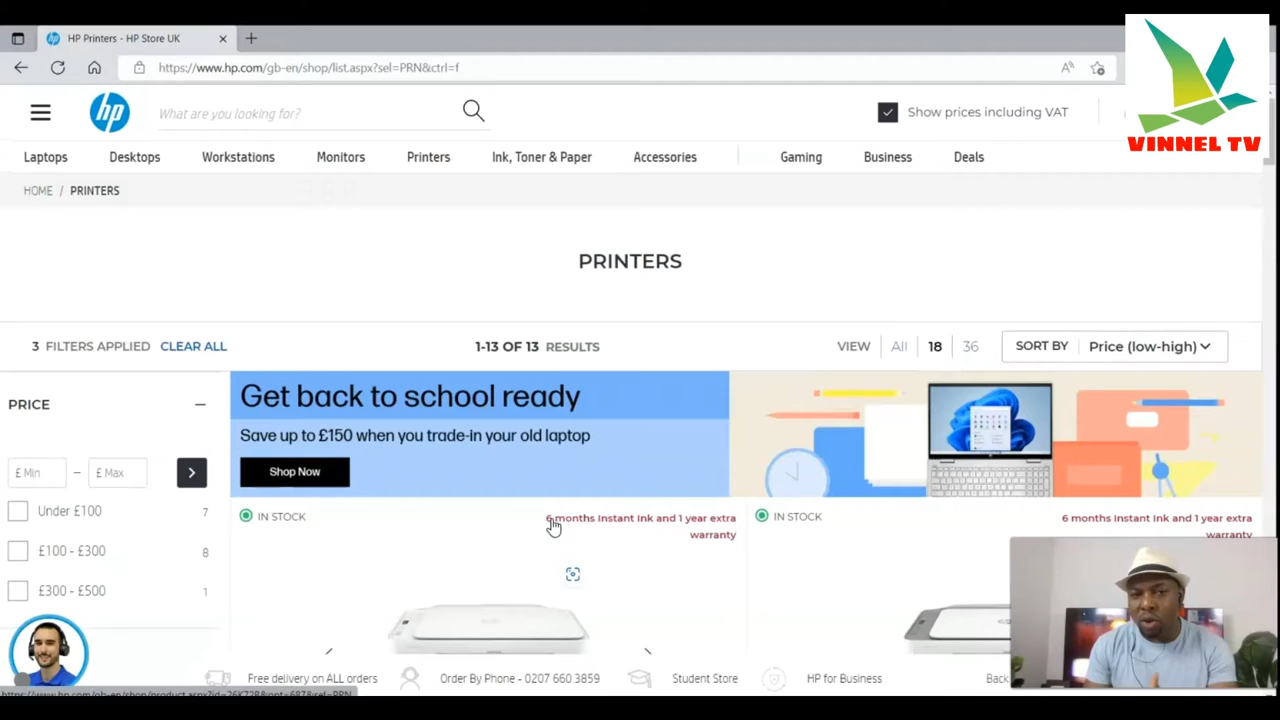 HP Printers - HP Store UK
https://www.hp.com/gb-en/shop/list.aspx?sel=PRN&ctrl=f
VINNEL TV
hp
What are you looking for?
Show prices including VAT
Laptops Desktops Workstations Monitors Printers Ink, Toner & Paper Accessories Gaming Business Deals
HOME / PRINTERS
PRINTERS
3 FILTERS APPLIED CLEAR ALL 1-13 OF 13 RESULTS VIEW All 18 36 SORT BY Price (low-high)
PRICE
£ Min – £ Max
Under £100 7
£100 - £300 8
£300 - £500 1
Get back to school ready
Save up to £150 when you trade-in your old laptop
Shop Now
IN STOCK
6 months Instant Ink and 1 year extra
warranty
IN STOCK
6 months Instant Ink and 1 year extra
warranty
Free delivery on ALL orders Order By Phone - 0207 660 3859 Student Store HP for Business Back